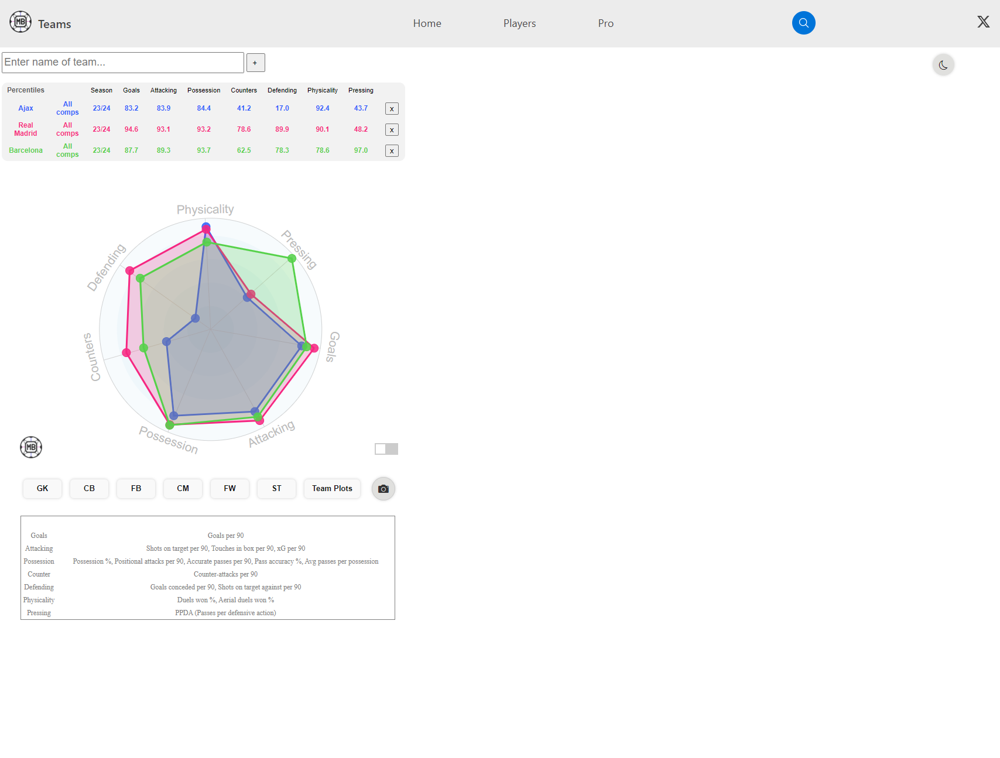 MB Teams Home Players Pro
Enter name of team... +
Percentiles Season Goals Attacking Possession Counters Defending Physicality Pressing
Ajax All comps 23/24 83.2 83.9 84.4 41.2 17.0 92.4 43.7 x
Real Madrid All comps 23/24 94.6 93.1 93.2 78.6 89.9 90.1 48.2 x
Barcelona All comps 23/24 87.7 89.3 93.7 62.5 78.3 78.6 97.0 x
Physicality
Pressing
Defending
Goals
Counters
Possession
Attacking
MB
GK CB FB CM FW ST Team Plots
Goals Goals per 90
Attacking Shots on target per 90, Touches in box per 90, xG per 90
Possession Possession %, Positional attacks per 90, Accurate passes per 90, Pass accuracy %, Avg passes per possession
Counter Counter-attacks per 90
Defending Goals conceded per 90, Shots on target against per 90
Physicality Duels won %, Aerial duels won %
Pressing PPDA (Passes per defensive action)